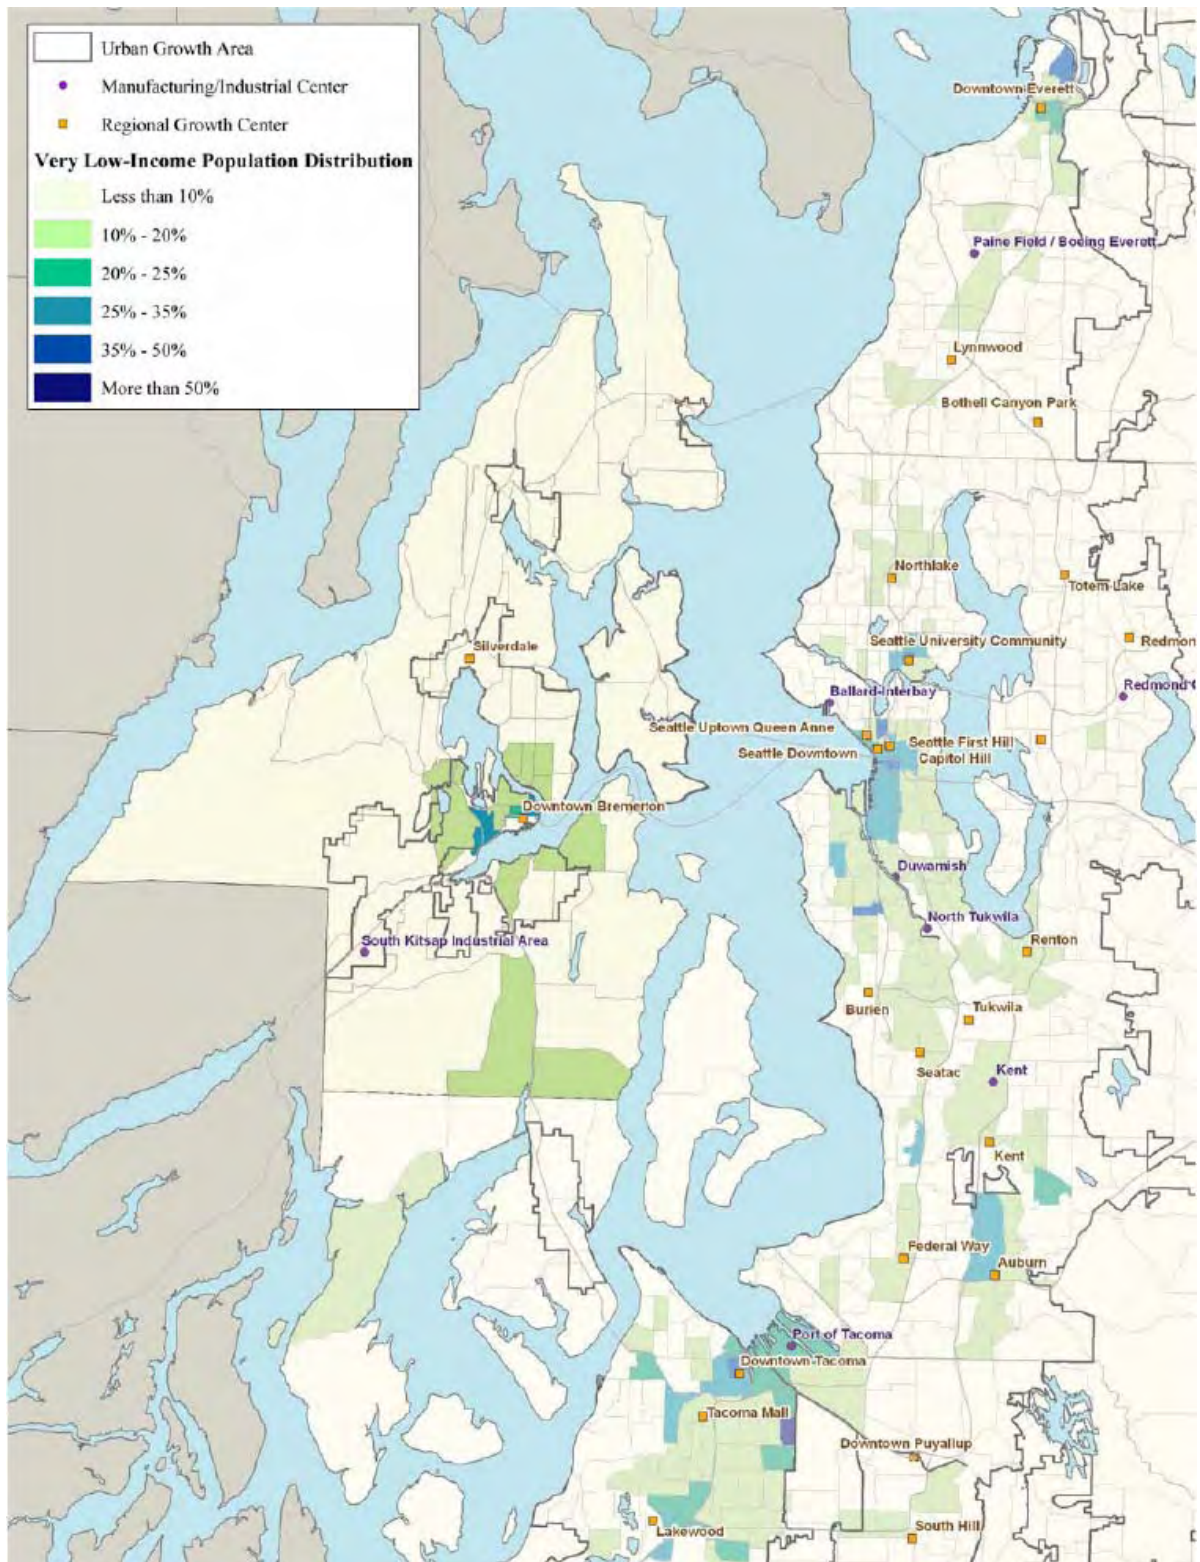 Urban Growth Area
Manufacturing/Industrial Center
Regional Growth Center
Very Low-Income Population Distribution
Less than 10%
10% - 20%
20% - 25%
25% - 35%
35% - 50%
More than 50%
Downtown Everett
Paine Field / Boeing Everett
Lynnwood
Bothell Canyon Park
Northlake
Totem Lake
Silverdale
Seattle University Community
Redmon
Ballard-Interbay
Redmond
Seattle Uptown Queen Anne
Seattle First Hill
Seattle Downtown
Capitol Hill
Downtown Bremerton
Duwamish
North Tukwila
South Kitsap Industrial Area
Renton
Burien
Tukwila
Seatac
Kent
Kent
Federal Way
Auburn
Port of Tacoma
Downtown Tacoma
Tacoma Mall
Downtown Puyallup
Lakewood
South Hill